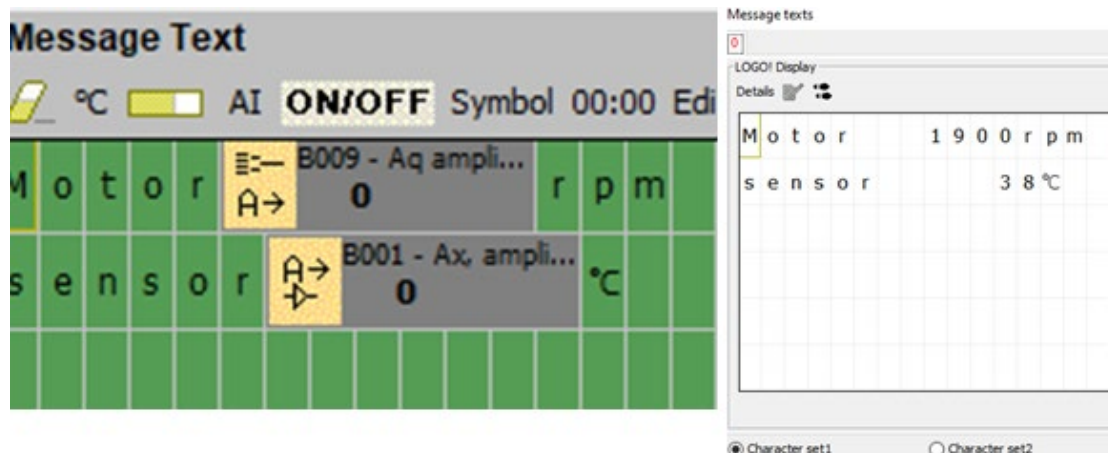 Message Text
°C AI ON/OFF Symbol 00:00 Edi
Motor B009 - Aq ampli... 0 rpm
sensor B001 - Ax, ampli... 0 °C
Message texts
0
LOGO! Display
Details
Motor 1900rpm
sensor 38°C
Character set1 Character set2